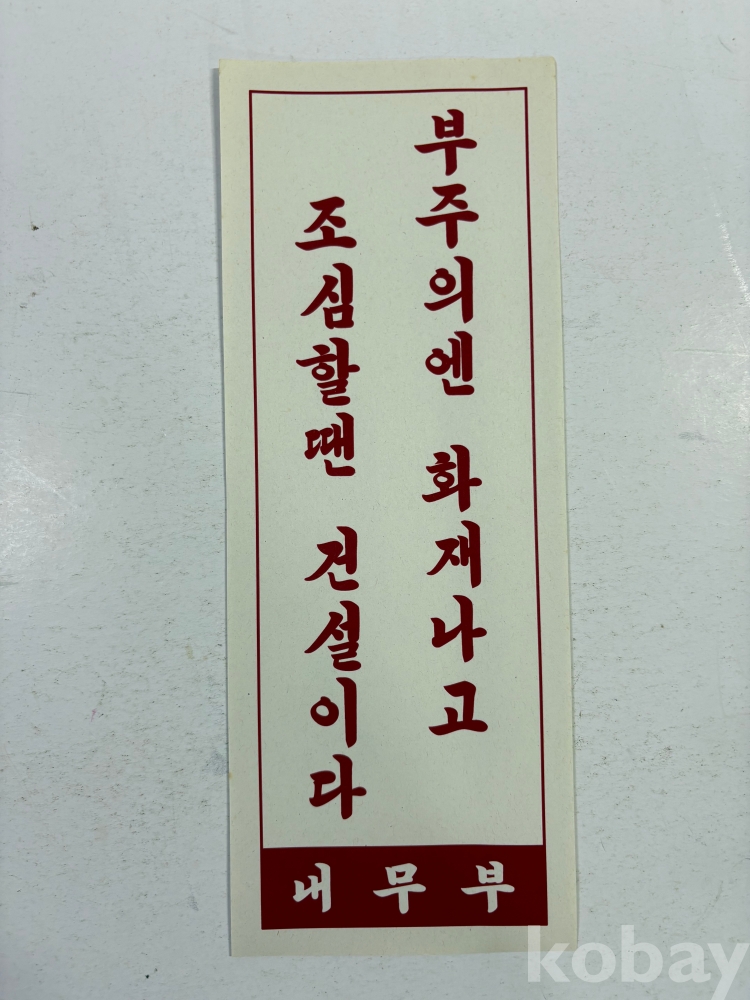 부주의엔 화재나고
조심할땐 건설이다
내무부
kobay